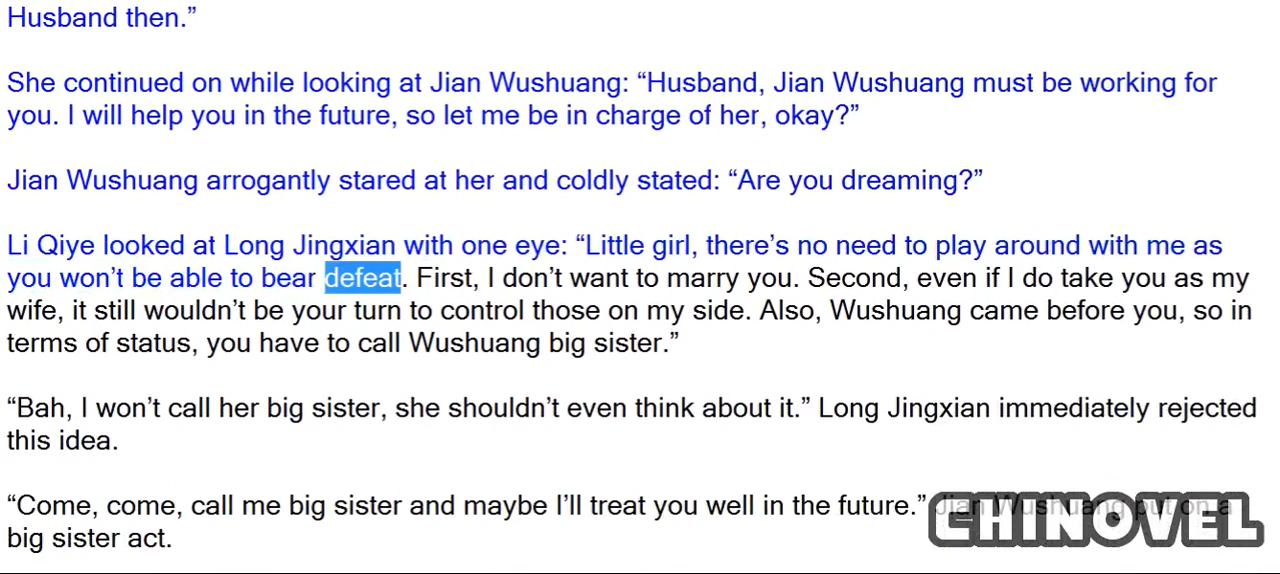 Husband then.”
She continued on while looking at Jian Wushuang: “Husband, Jian Wushuang must be working for
you. I will help you in the future, so let me be in charge of her, okay?”
Jian Wushuang arrogantly stared at her and coldly stated: “Are you dreaming?”
Li Qiye looked at Long Jingxian with one eye: “Little girl, there’s no need to play around with me as
you won’t be able to bear defeat. First, I don’t want to marry you. Second, even if I do take you as my
wife, it still wouldn’t be your turn to control those on my side. Also, Wushuang came before you, so in
terms of status, you have to call Wushuang big sister.”
“Bah, I won’t call her big sister, she shouldn’t even think about it.” Long Jingxian immediately rejected
this idea.
“Come, come, call me big sister and maybe I’ll treat you well in the future.” Jian Wushuang put on a
big sister act.
CHINOVEL